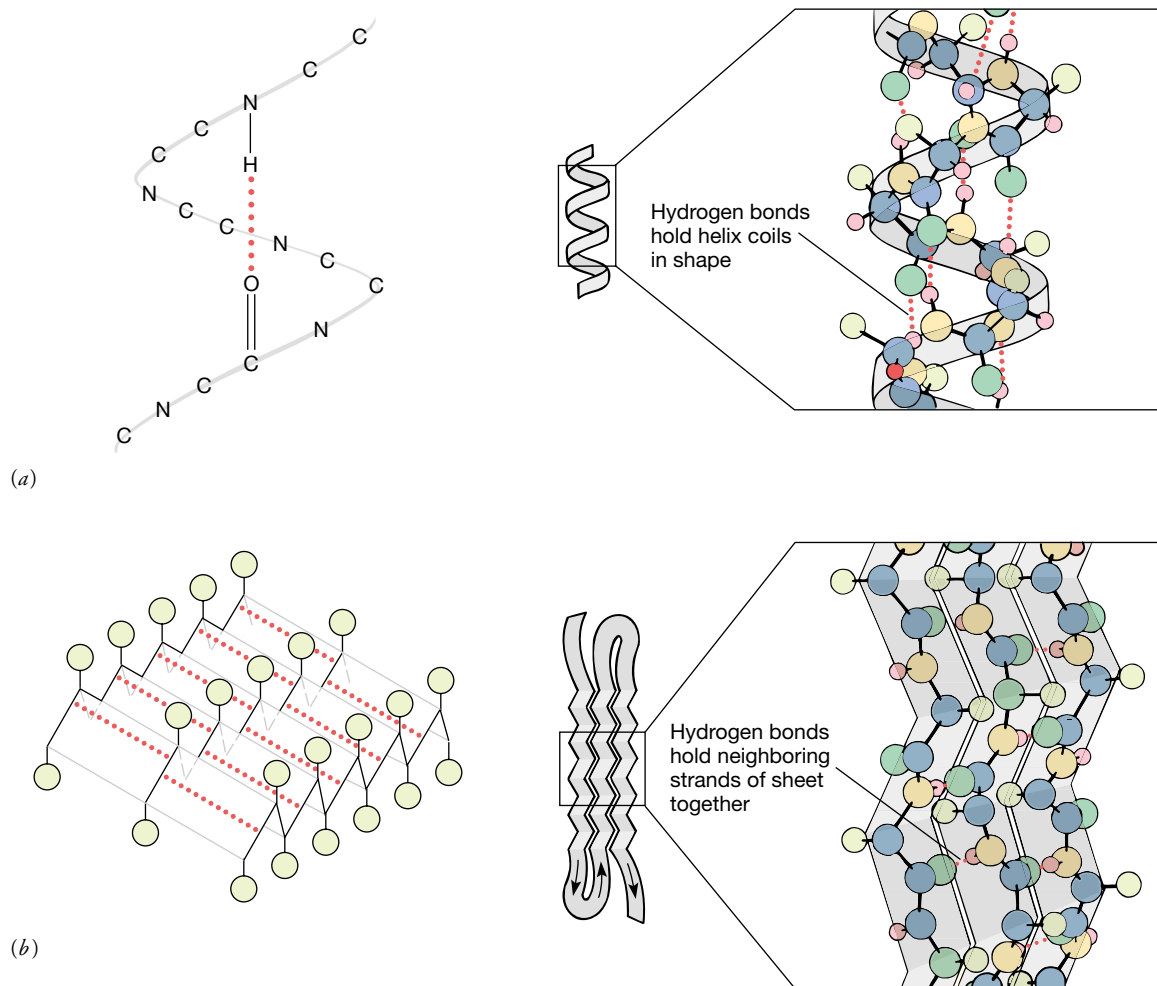 C
C
N
C
H
C
N
C
C
N
C
C
O
N
C
C
N
C
Hydrogen bonds
hold helix coils
in shape
(a)
Hydrogen bonds
hold neighboring
strands of sheet
together
(b)